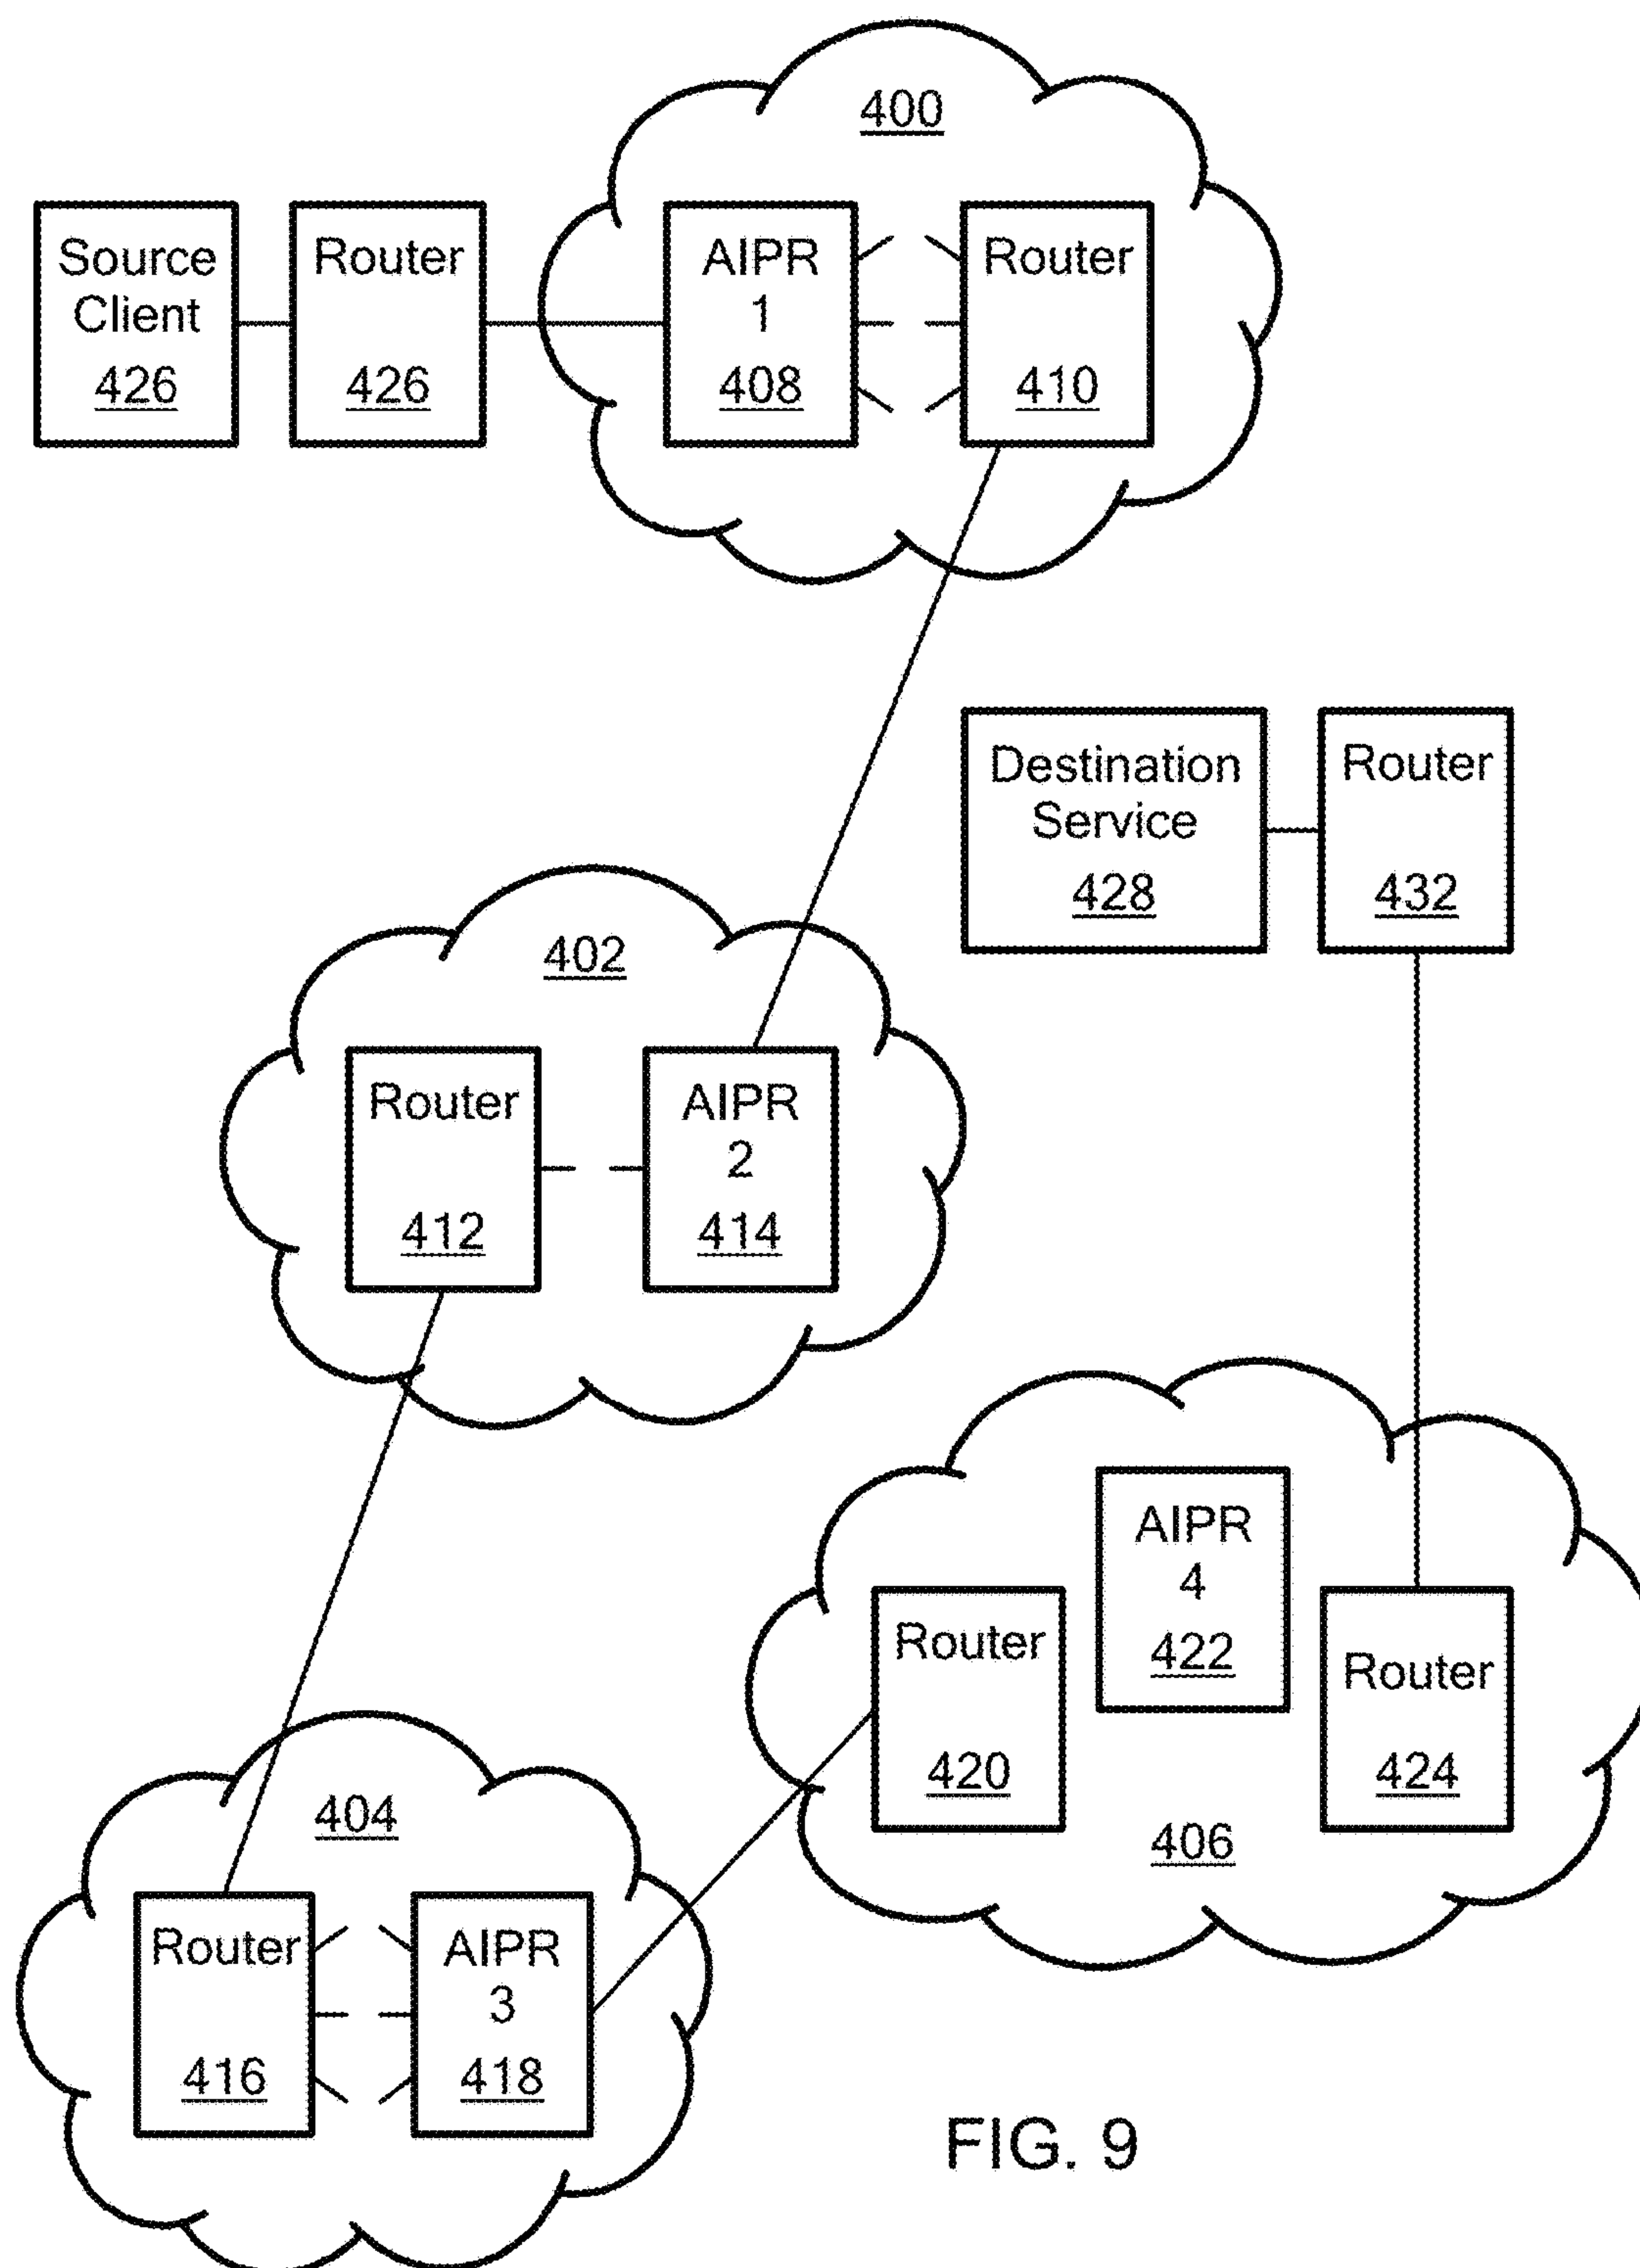 400
Source
Client
426
Router
426
AIPR
1
408
Router
410
Destination
Service
428
Router
432
402
Router
412
AIPR
2
414
AIPR
4
422
Router
420
Router
424
406
404
Router
416
AIPR
3
418
FIG. 9